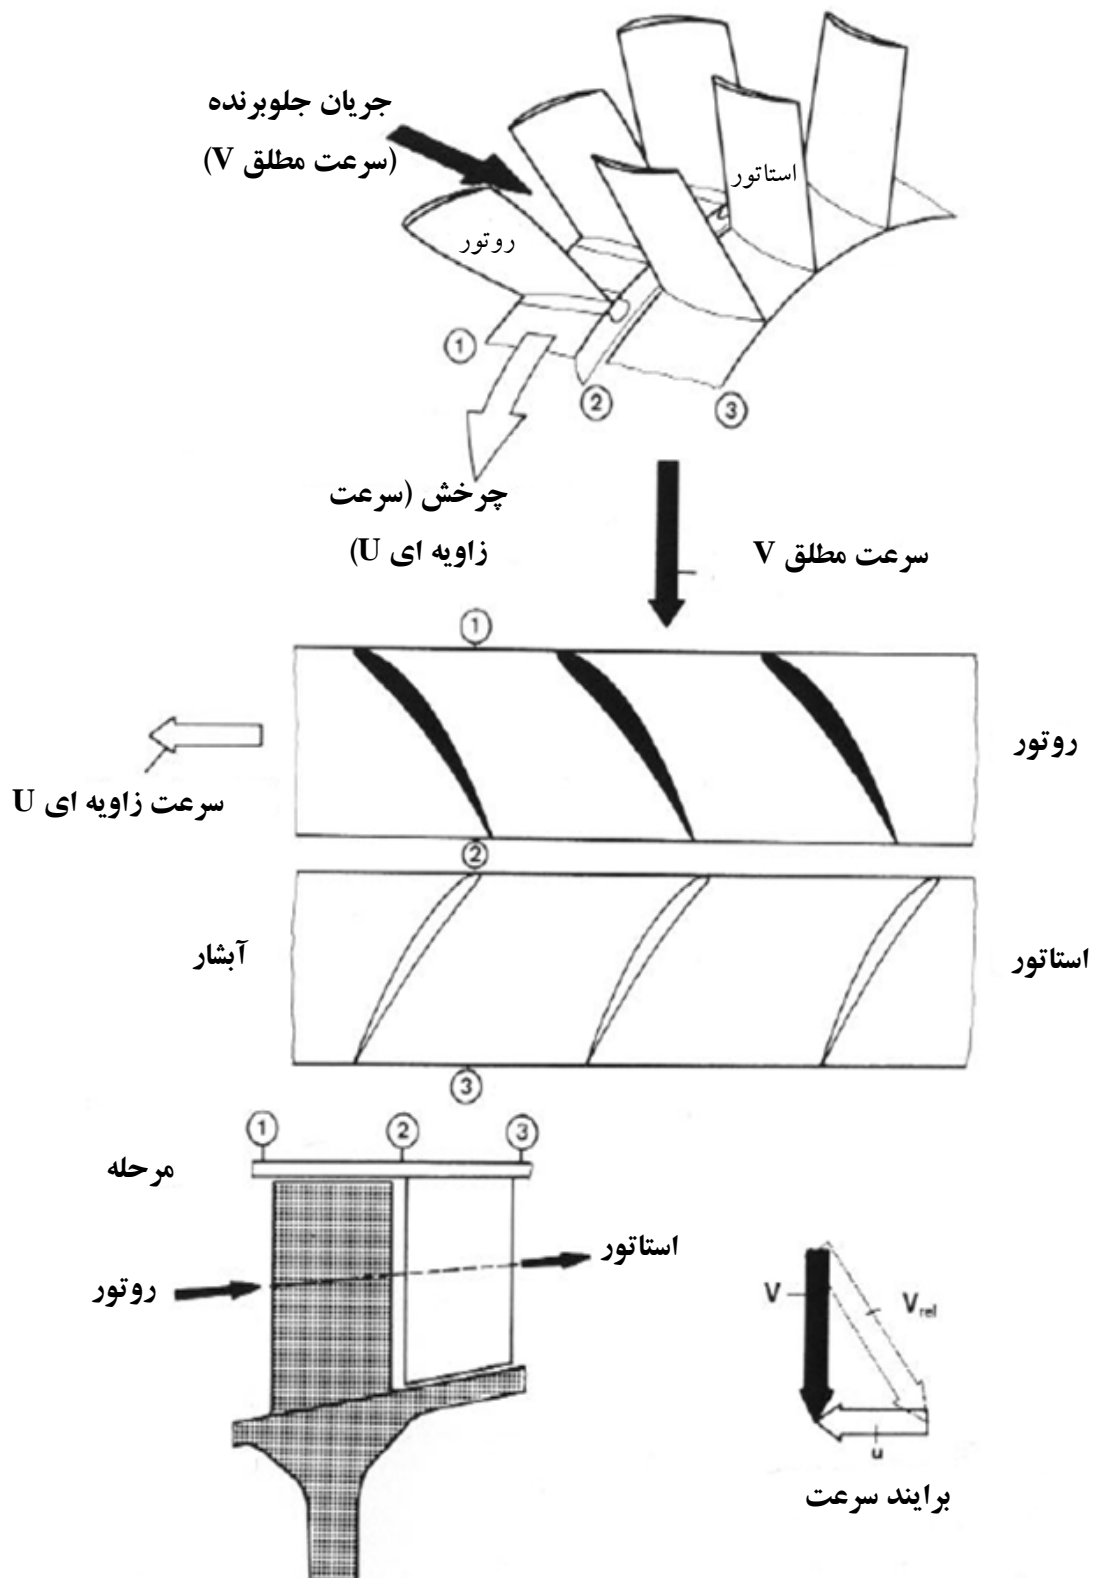 جریان جلوبرنده
(سرعت مطلق V)
استاتور
روتور
1
2
3
چرخش (سرعت
زاویه ای U)
سرعت مطلق V
1
روتور
سرعت زاویه ای U
2
آبشار
استاتور
3
1
2
3
مرحله
استاتور
روتور
V
Vrel
u
برایند سرعت